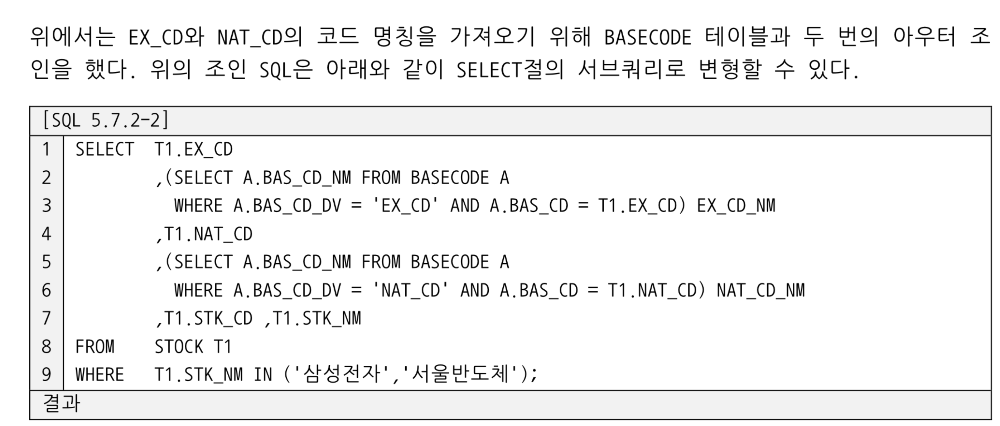 위에서는 EX_CD와 NAT_CD의 코드 명칭을 가져오기 위해 BASECODE 테이블과 두 번의 아우터 조
인을 했다. 위의 조인 SQL은 아래와 같이 SELECT절의 서브쿼리로 변형할 수 있다.
[SQL 5.7.2-2]
1 SELECT T1.EX_CD
2 ,(SELECT A.BAS_CD_NM FROM BASECODE A
3 WHERE A.BAS_CD_DV = 'EX_CD' AND A.BAS_CD = T1.EX_CD) EX_CD_NM
4 ,T1.NAT_CD
5 ,(SELECT A.BAS_CD_NM FROM BASECODE A
6 WHERE A.BAS_CD_DV = 'NAT_CD' AND A.BAS_CD = T1.NAT_CD) NAT_CD_NM
7 ,T1.STK_CD ,T1.STK_NM
8 FROM STOCK T1
9 WHERE T1.STK_NM IN ('삼성전자','서울반도체');
결과